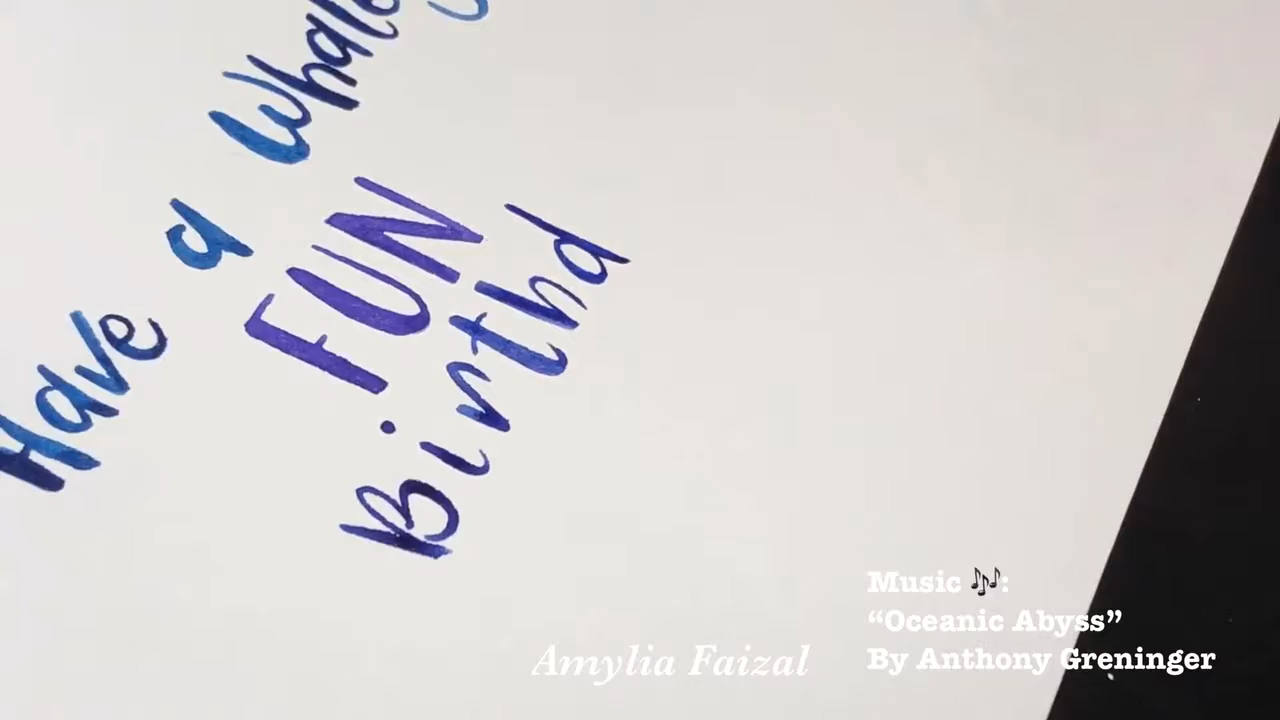 Have a Whale
FUN
Birthd
Music 🎶:
“Oceanic Abyss”
By Anthony Greninger
Amylia Faizal